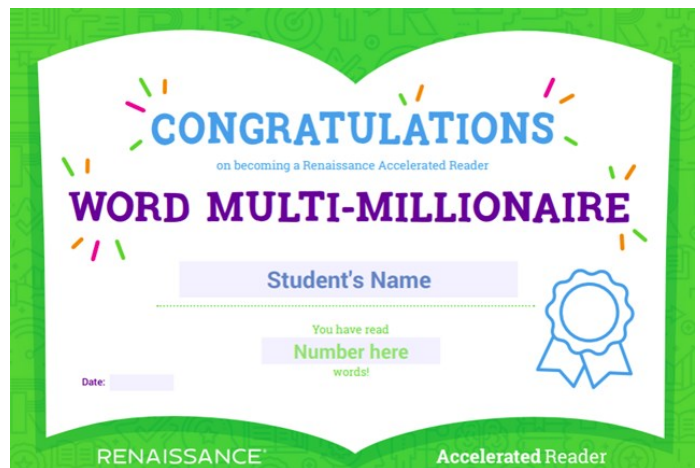 CONGRATULATIONS
on becoming a Renaissance Accelerated Reader
WORD MULTI-MILLIONAIRE
Student's Name
You have read
Number here
words!
Date:
RENAISSANCE®
Accelerated Reader